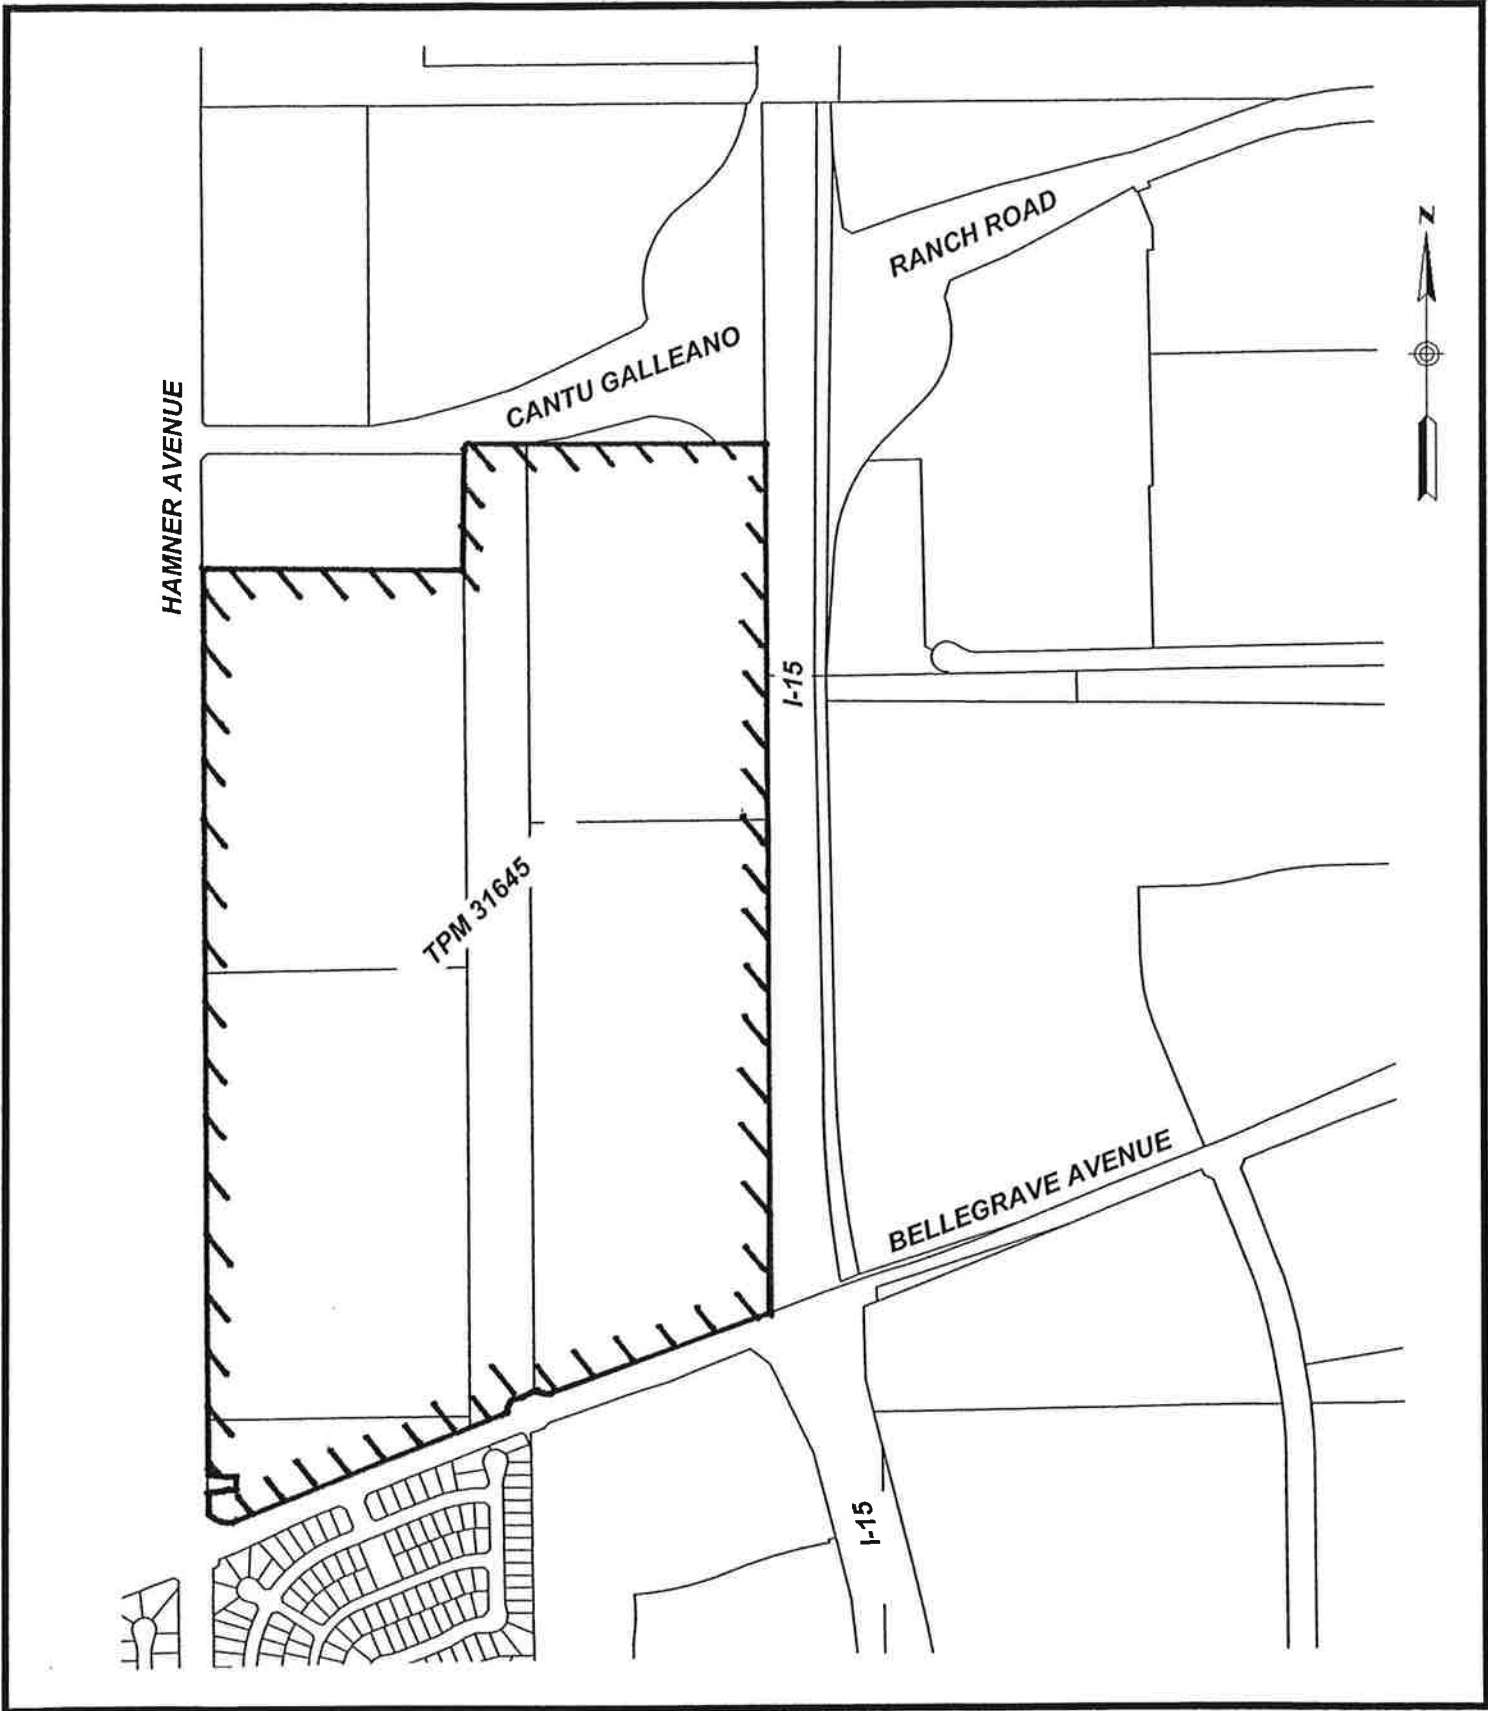 RANCH ROAD
N
CANTU GALLEANO
HAMNER AVENUE
I-15
TPM 31645
BELLEGRAVE AVENUE
I-15